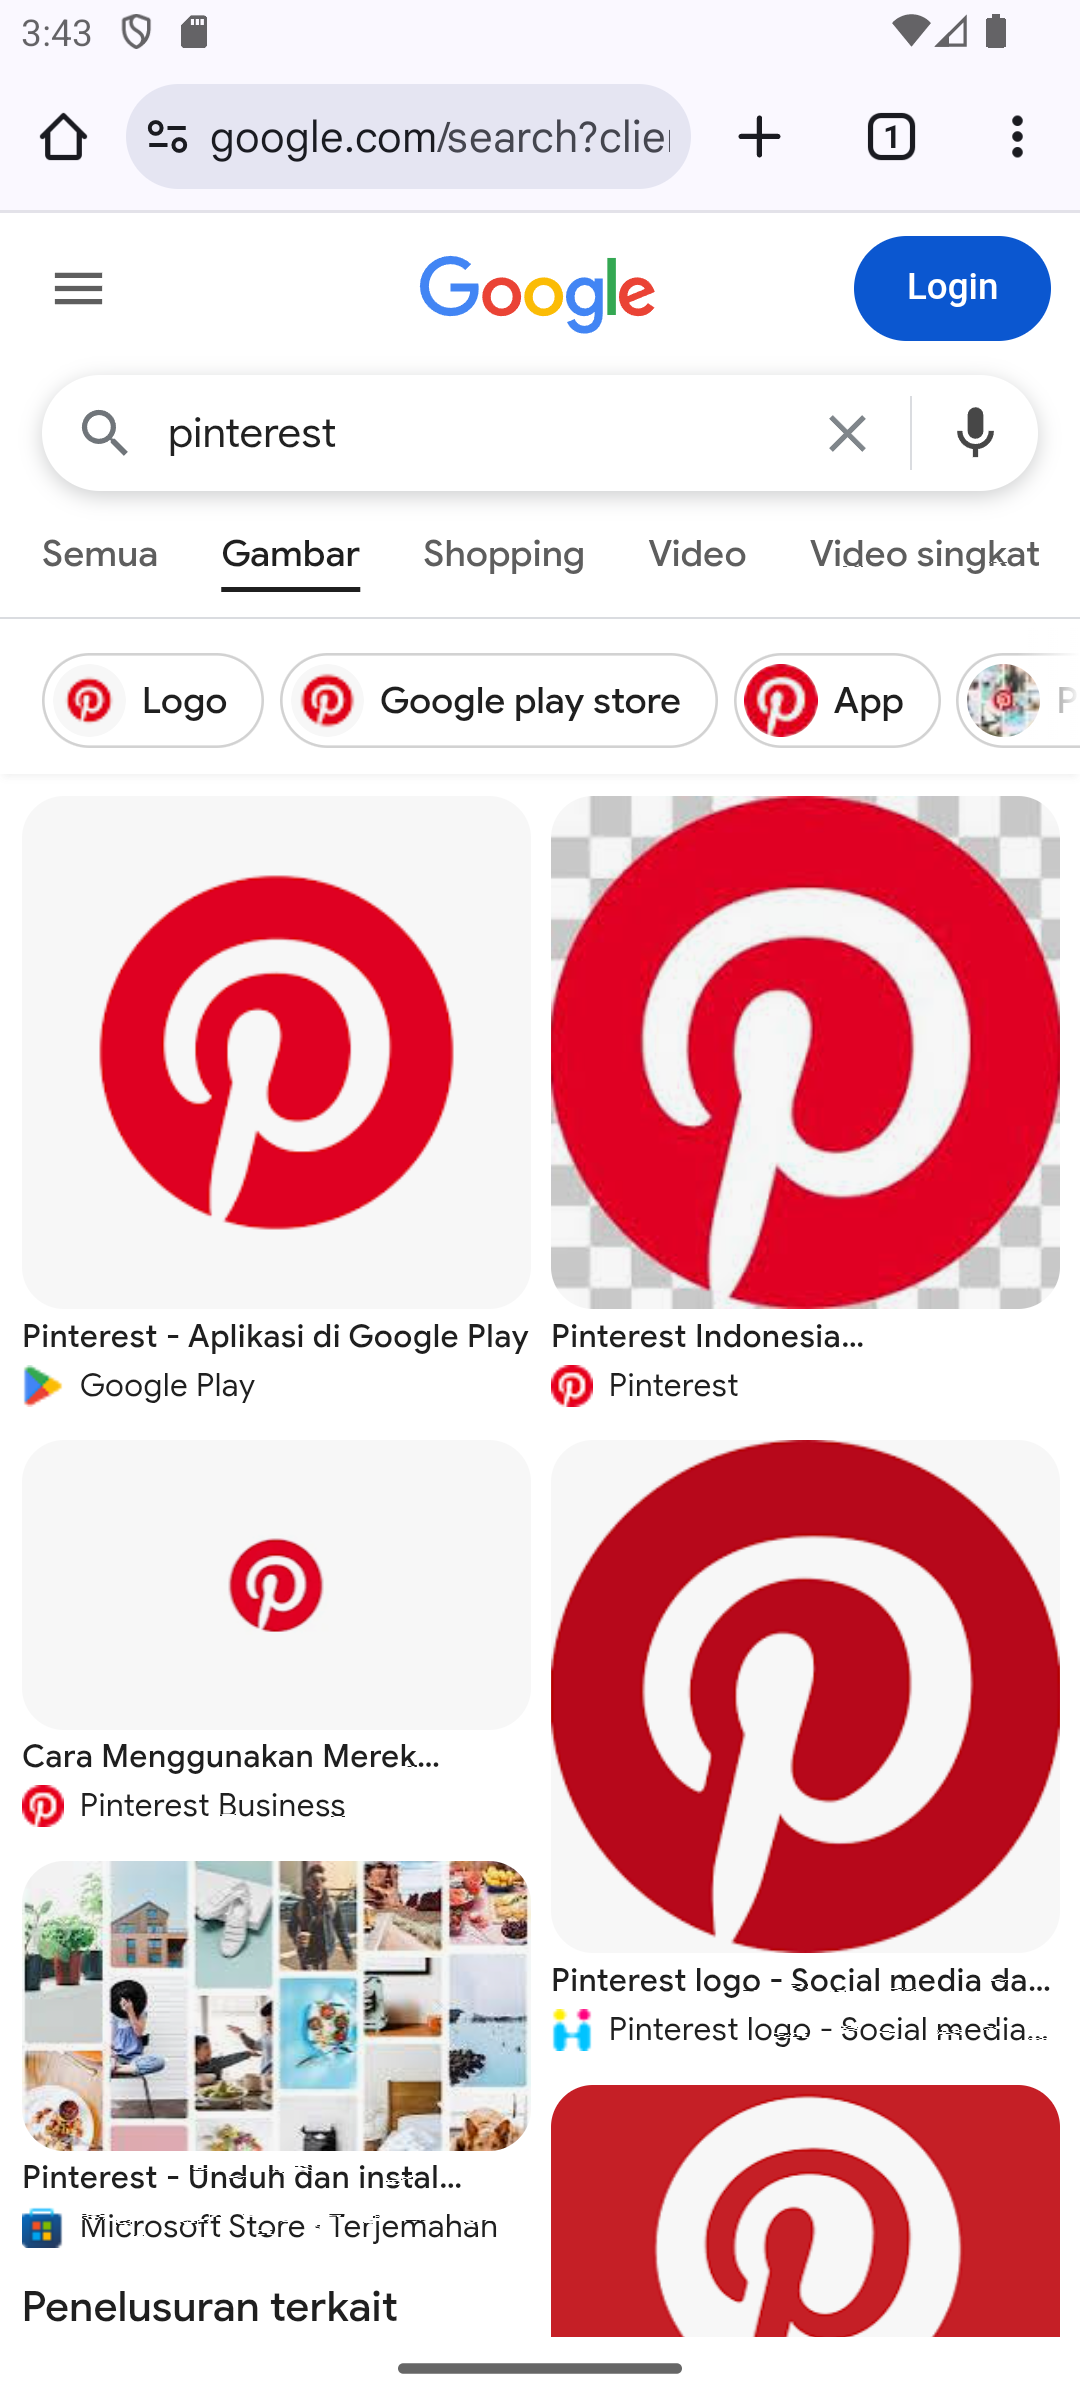 3:43
google.com/search?clie
1
Google
Login
pinterest
Semua Gambar Shopping Video Video singkat
Logo Google play store App P
Pinterest - Aplikasi di Google Play
Google Play
Pinterest Indonesia...
Pinterest
Cara Menggunakan Merek...
Pinterest Business
Pinterest logo - Social media da...
Pinterest logo - Social media...
Pinterest - Unduh dan instal...
Microsoft Store · Terjemahan
Penelusuran terkait